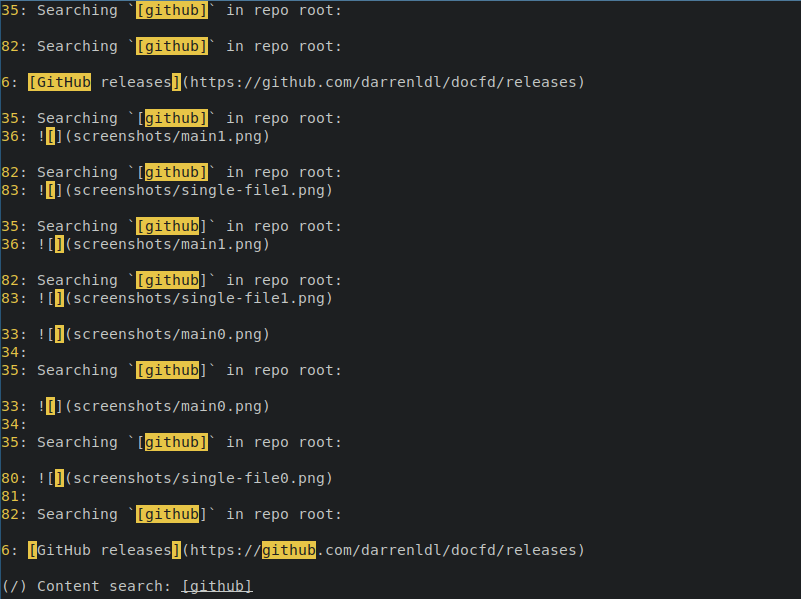 35: Searching `[github]` in repo root:
82: Searching `[github]` in repo root:
6: [GitHub releases](https://github.com/darrenldl/docfd/releases)
35: Searching `[github]` in repo root:
36: ![](screenshots/main1.png)
82: Searching `[github]` in repo root:
83: ![](screenshots/single-file1.png)
35: Searching `[github]` in repo root:
36: ![](screenshots/main1.png)
82: Searching `[github]` in repo root:
83: ![](screenshots/single-file1.png)
33: ![](screenshots/main0.png)
34:
35: Searching `[github]` in repo root:
33: ![](screenshots/main0.png)
34:
35: Searching `[github]` in repo root:
80: ![](screenshots/single-file0.png)
81:
82: Searching `[github]` in repo root:
6: [GitHub releases](https://github.com/darrenldl/docfd/releases)
(/) Content search: [github]